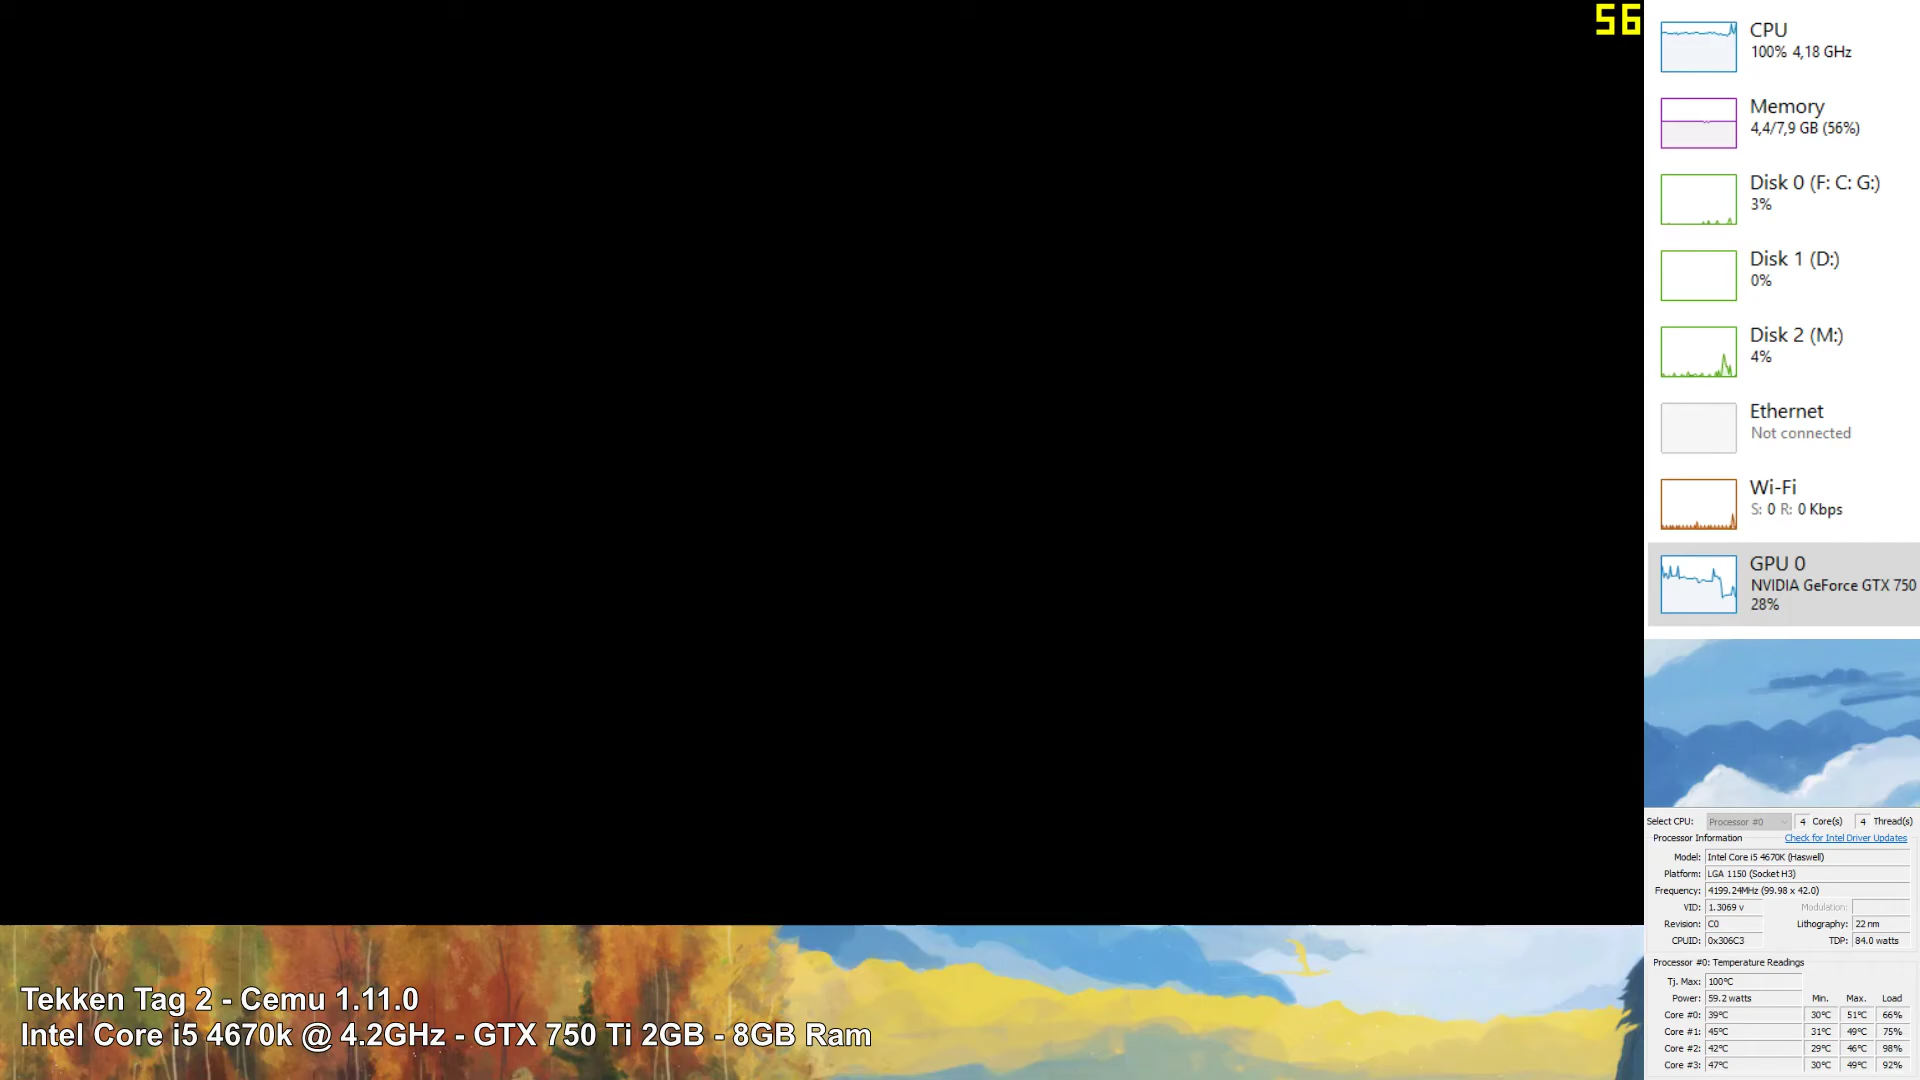 56
CPU
100% 4,18 GHz
Memory
4,4/7,9 GB (56%)
Disk 0 (F: C: G:)
3%
Disk 1 (D:)
0%
Disk 2 (M:)
4%
Ethernet
Not connected
Wi-Fi
S: 0 R: 0 Kbps
GPU 0
NVIDIA GeForce GTX 750
28%
Select CPU: Processor #0 4 Core(s) 4 Thread(s)
Processor Information Check for Intel Driver Updates
Model: Intel Core i5 4670K (Haswell)
Platform: LGA 1150 (Socket H3)
Frequency: 4199.24MHz (99.98 x 42.0)
VID: 1.3069 v Modulation:
Revision: C0 Lithography: 22 nm
CPUID: 0x306C3 TDP: 84.0 watts
Processor #0: Temperature Readings
Tj. Max: 100°C
Power: 59.2 watts Min. Max. Load
Core #0: 39°C 30°C 51°C 66%
Core #1: 45°C 31°C 49°C 75%
Core #2: 42°C 29°C 46°C 98%
Core #3: 47°C 30°C 49°C 92%
Tekken Tag 2 - Cemu 1.11.0
Intel Core i5 4670k @ 4.2GHz - GTX 750 Ti 2GB - 8GB Ram